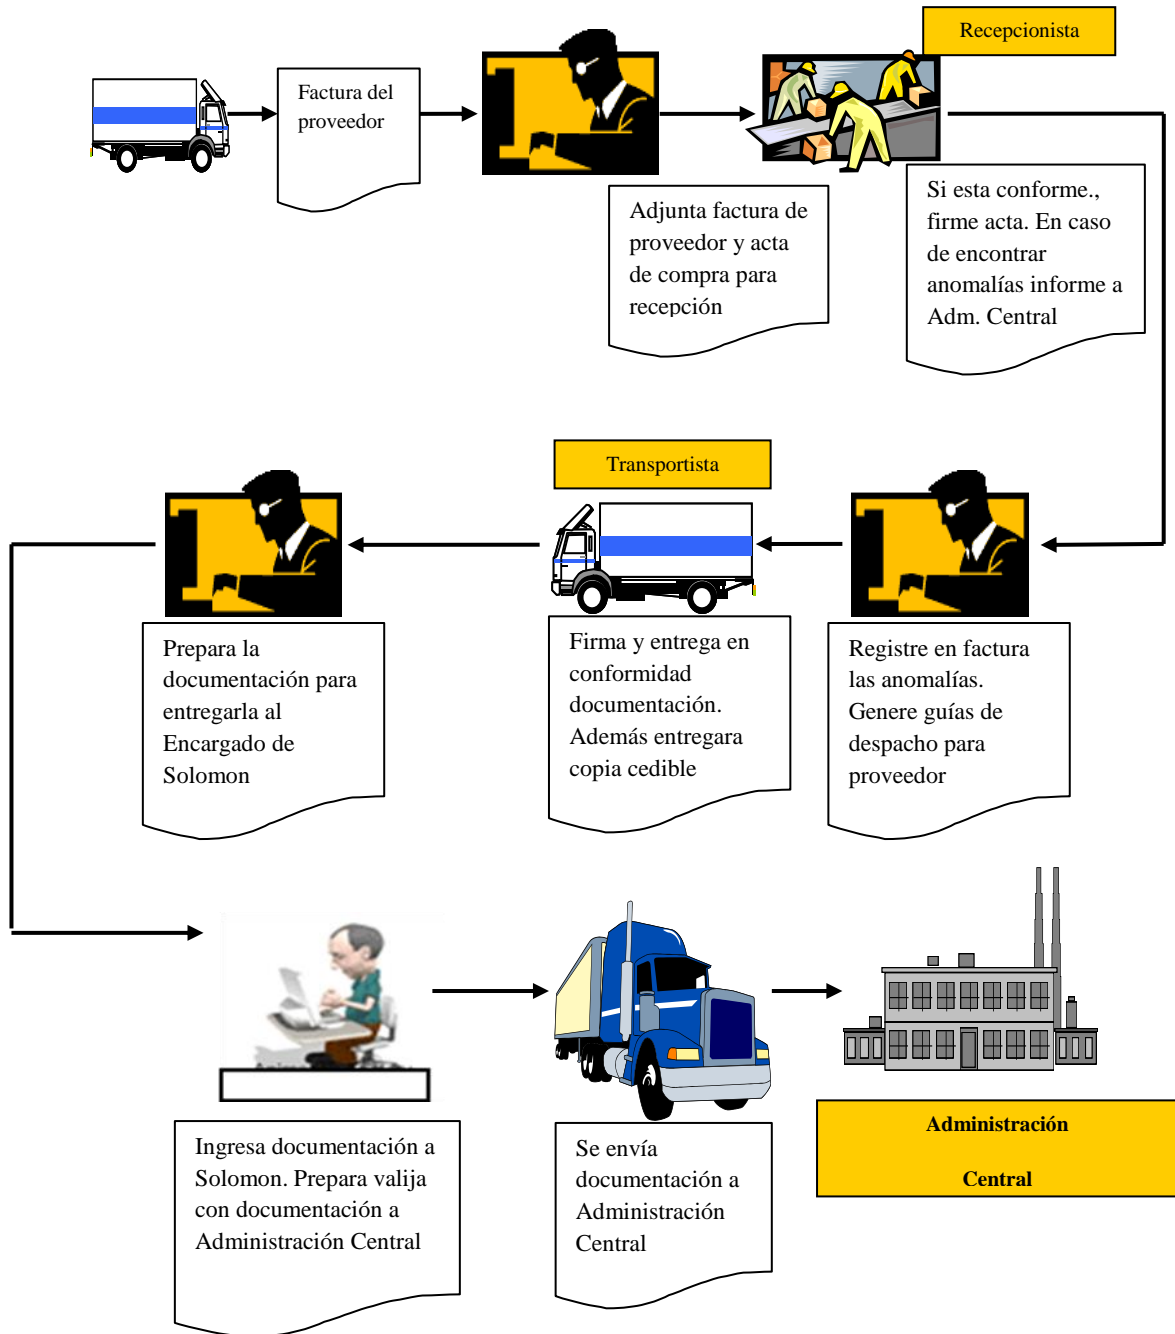 Recepcionista
Factura del
proveedor
Adjunta factura de
proveedor y acta
de compra para
recepción
Si esta conforme.,
firme acta. En caso
de encontrar
anomalías informe a
Adm. Central
Transportista
Prepara la
documentación para
entregarla al
Encargado de
Solomon
Firma y entrega en
conformidad
documentación.
Además entregara
copia cedible
Registre en factura
las anomalías.
Genere guías de
despacho para
proveedor
Ingresa documentación a
Solomon. Prepara valija
con documentación a
Administración Central
Se envía
documentación a
Administración
Central
Administración
Central